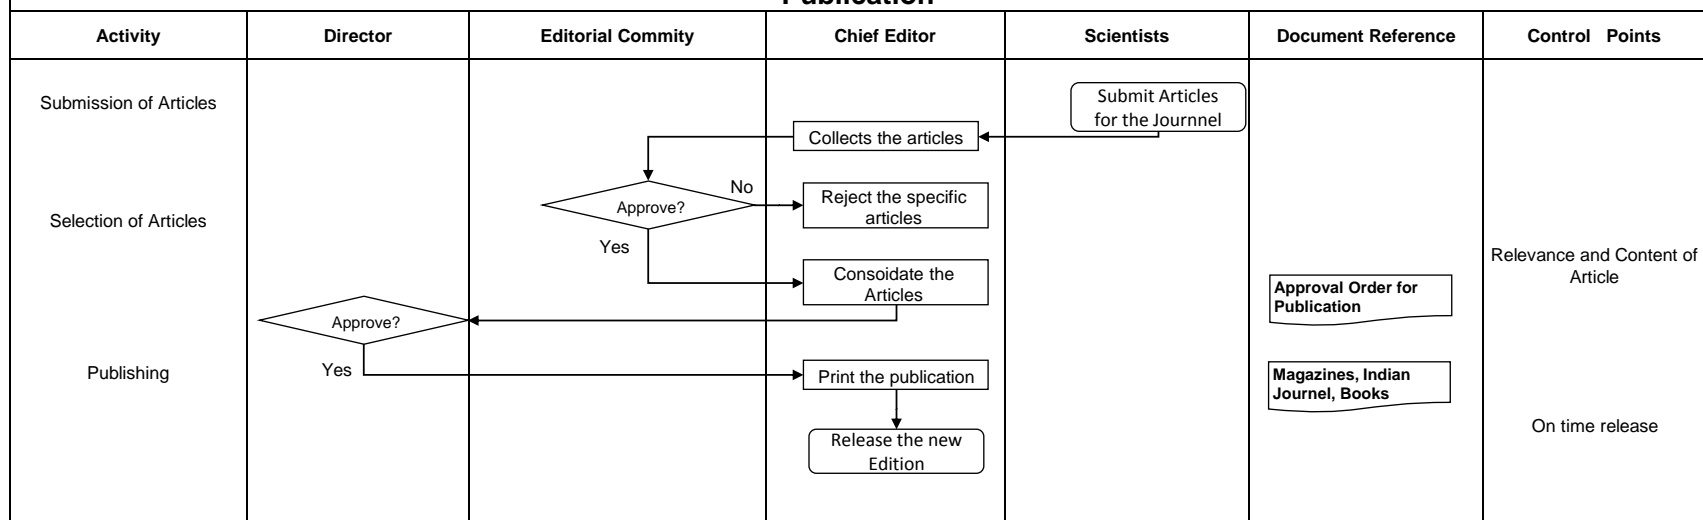 Publication
Activity
Director
Editorial Commity
Chief Editor
Scientists
Document Reference
Control Points
Submission of Articles
Submit Articles
for the Journnel
Collects the articles
Selection of Articles
Approve?
No
Yes
Reject the specific
articles
Consoidate the
Articles
Relevance and Content of
Article
Approval Order for
Publication
Approve?
Yes
Publishing
Print the publication
Magazines, Indian
Journel, Books
Release the new
Edition
On time release